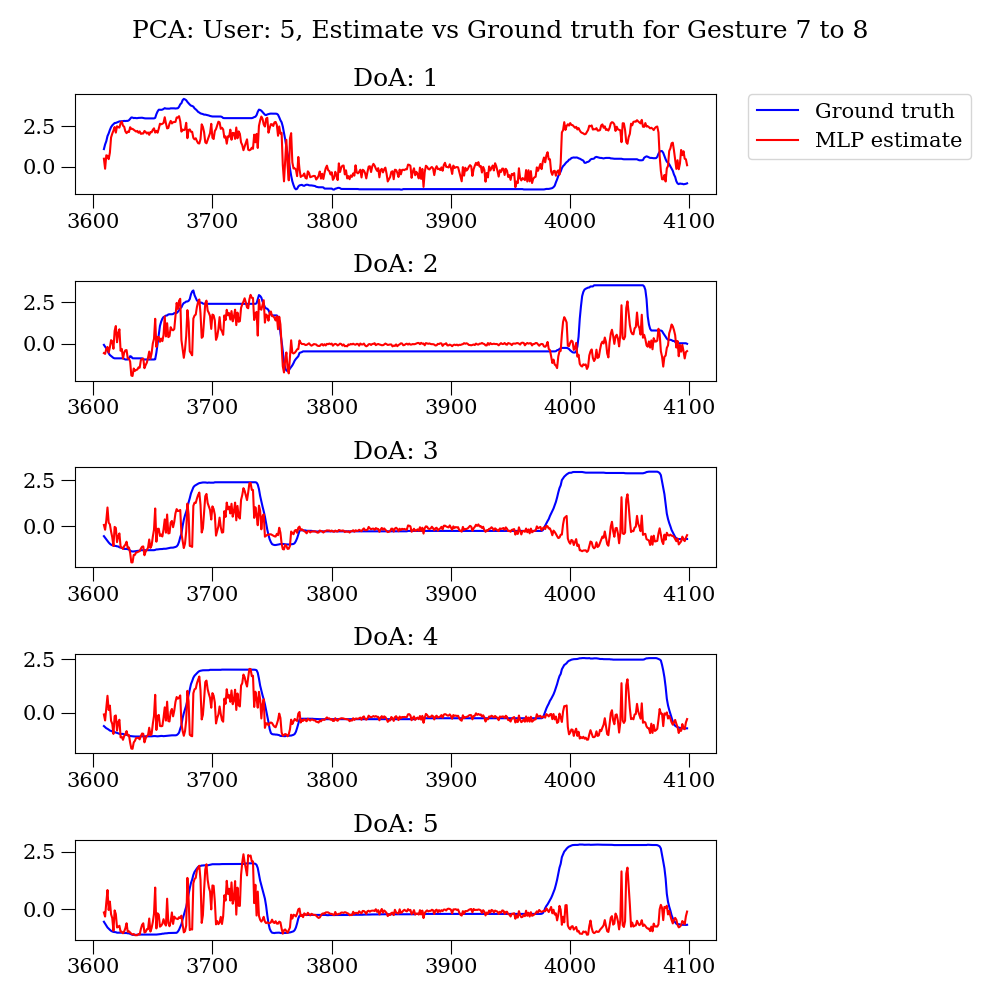 PCA: User: 5, Estimate vs Ground truth for Gesture 7 to 8
DoA: 1
2.5
0.0
3600 3700 3800 3900 4000 4100
Ground truth
MLP estimate
DoA: 2
2.5
0.0
3600 3700 3800 3900 4000 4100
DoA: 3
2.5
0.0
3600 3700 3800 3900 4000 4100
DoA: 4
2.5
0.0
3600 3700 3800 3900 4000 4100
DoA: 5
2.5
0.0
3600 3700 3800 3900 4000 4100